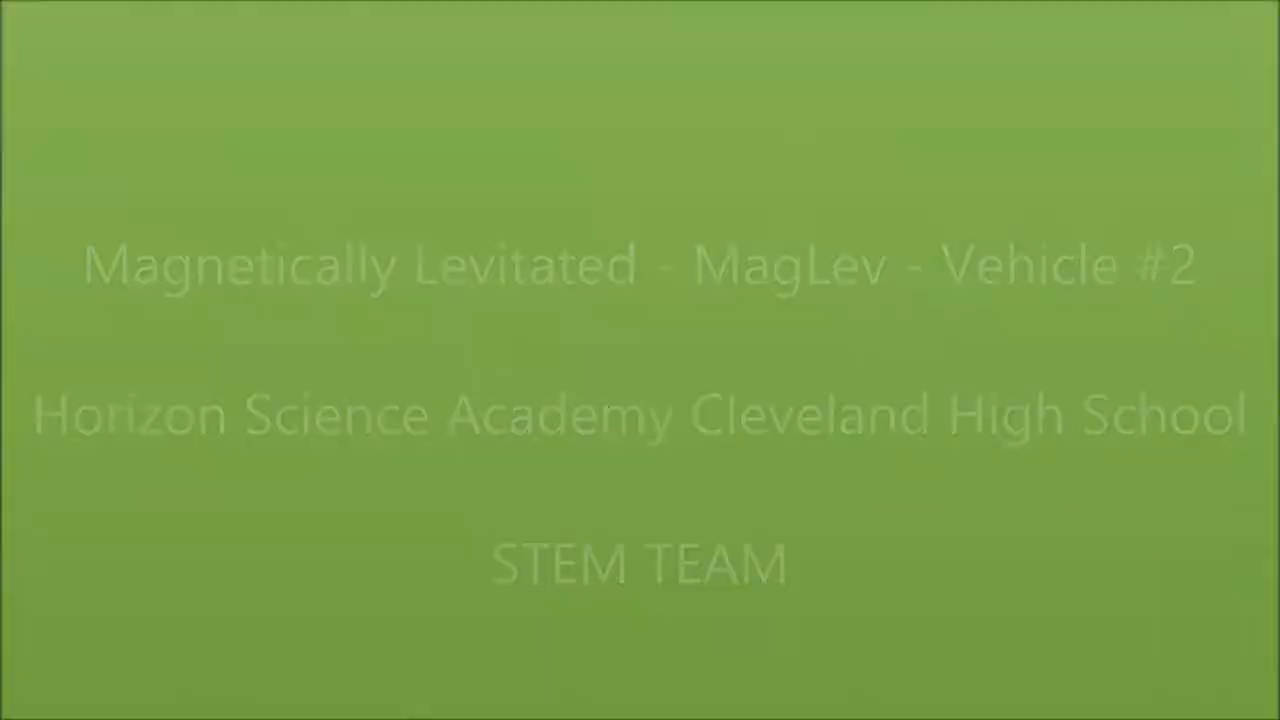 Magnetically Levitated - MagLev - Vehicle #2
Horizon Science Academy Cleveland High School
STEM TEAM